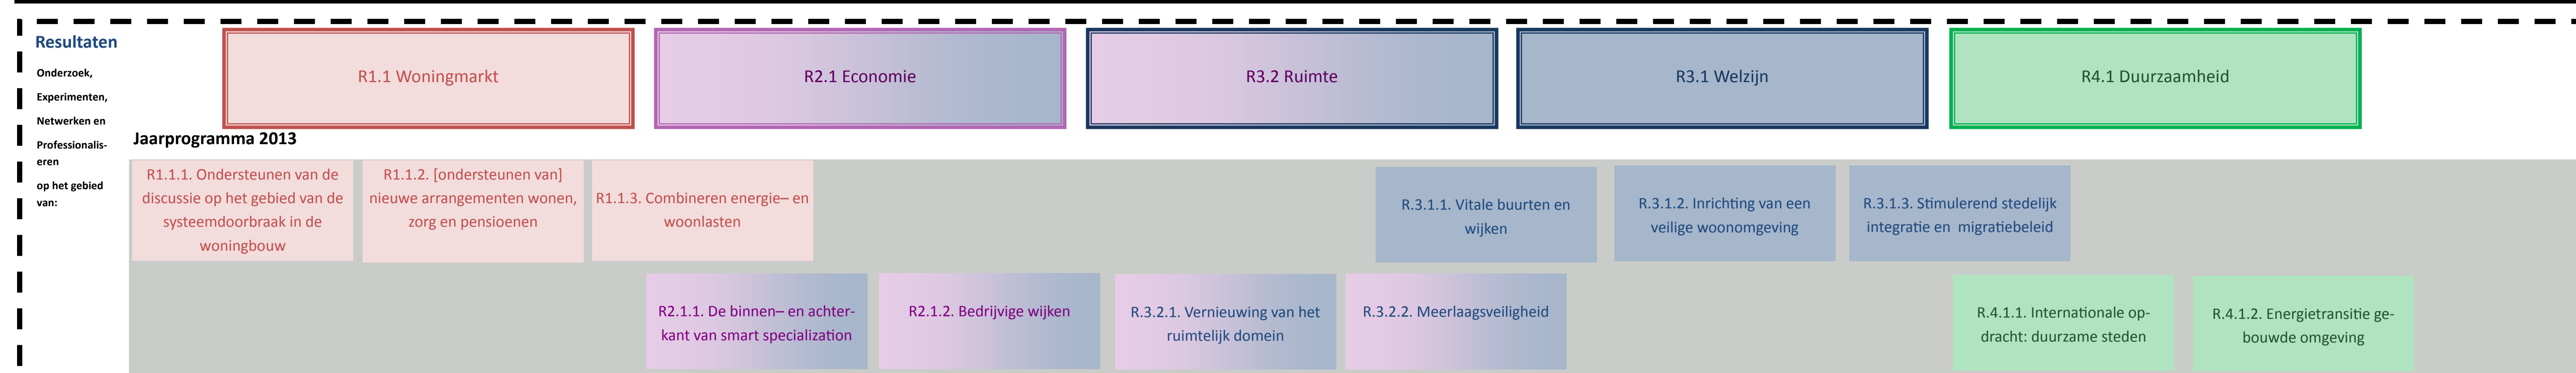 Resultaten
Onderzoek,
Experimenten,
Netwerken en
Professionalis-
eren
op het gebied
van:
R1.1 Woningmarkt
R2.1 Economie
R3.2 Ruimte
R3.1 Welzijn
R4.1 Duurzaamheid
Jaarprogramma 2013
R1.1.1. Ondersteunen van de
discussie op het gebied van de
systeemdoorbraak in de
woningbouw
R1.1.2. [ondersteunen van]
nieuwe arrangementen wonen,
zorg en pensioenen
R1.1.3. Combineren energie– en
woonlasten
R.3.1.1. Vitale buurten en
wijken
R.3.1.2. Inrichting van een
veilige woonomgeving
R.3.1.3. Stimulerend stedelijk
integratie en  migratiebeleid
R2.1.1. De binnen– en achter-
kant van smart specialization
R2.1.2. Bedrijvige wijken
R.3.2.1. Vernieuwing van het
ruimtelijk domein
R.3.2.2. Meerlaagsveiligheid
R.4.1.1. Internationale op-
dracht: duurzame steden
R.4.1.2. Energietransitie ge-
bouwde omgeving